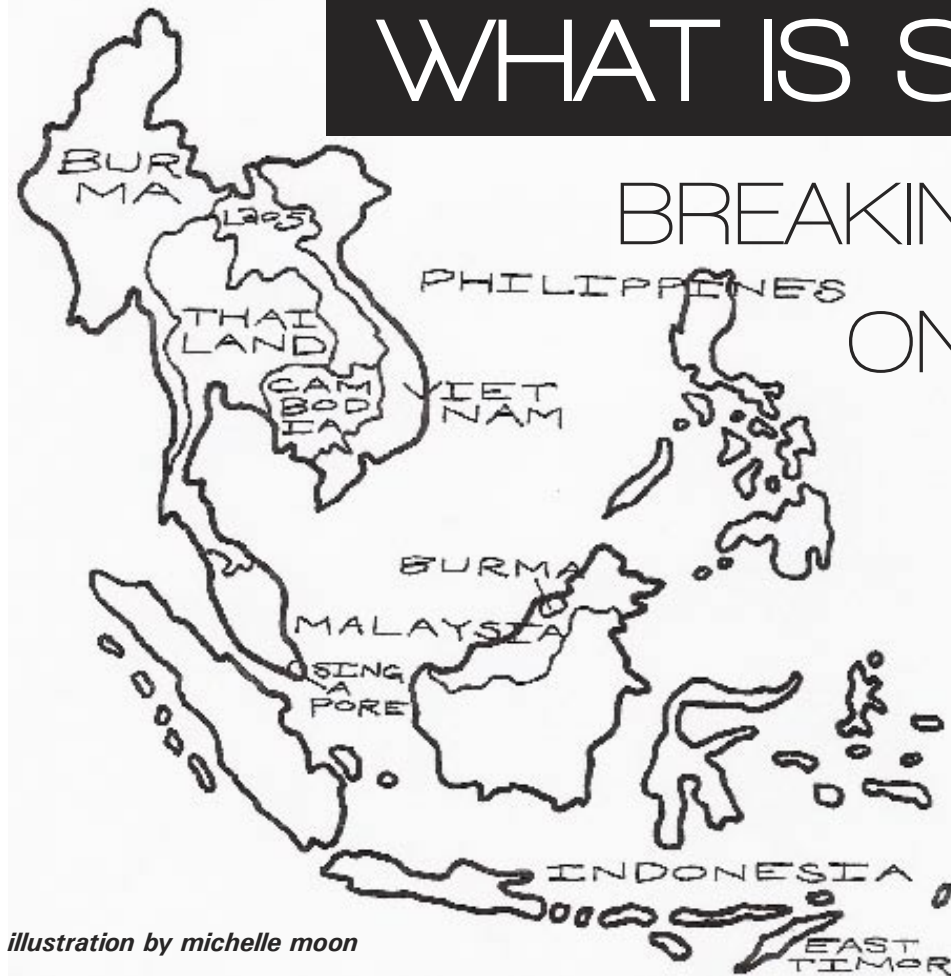 WHAT IS S
BREAKIN
ON
BUR
MA
LAOS
PHILIPPINES
THAI
LAND
CAM
BOD
IA
VIET
NAM
BURMA
MALAYSIA
SING
A
PORE
INDONESIA
EAST
TIMOR
illustration by michelle moon